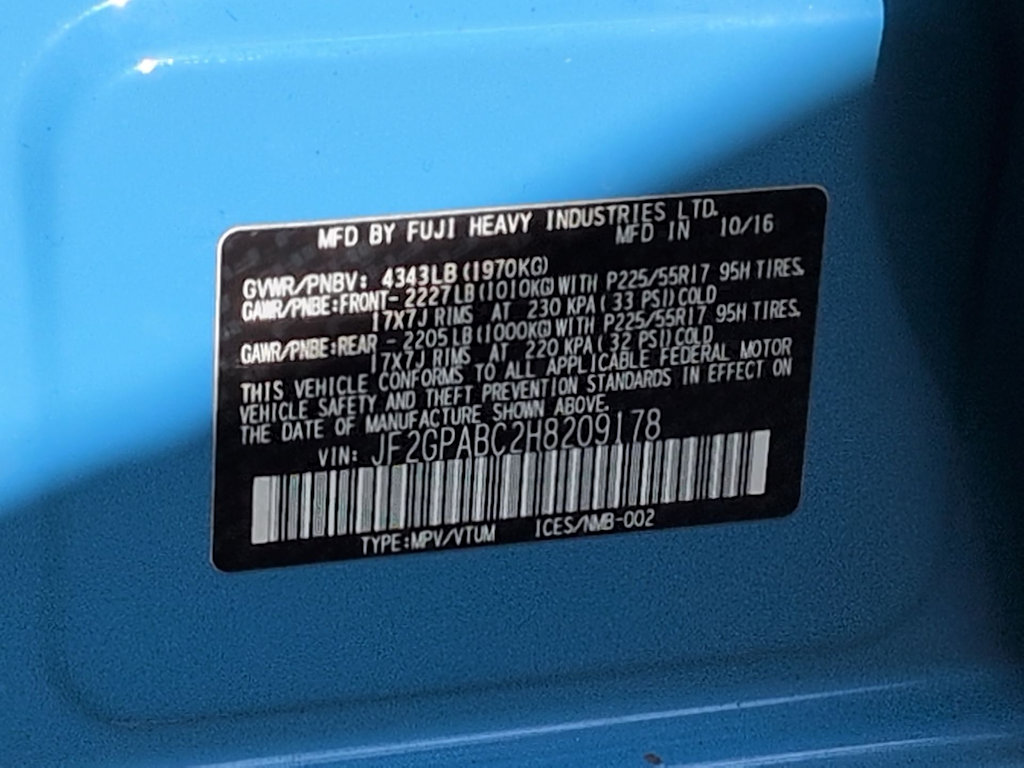 MFD BY FUJI HEAVY INDUSTRIES LTD.
MFD IN 10/16
GVWR/PNBV: 4343LB(1970KG)
GAWR/PNBE:FRONT- 2227LB(1010KG)WITH P225/55R17 95H TIRES.
17X7J RIMS AT 230 KPA( 33 PSI)COLD
GAWR/PNBE:REAR - 2205LB(1000KG)WITH P225/55R17 95H TIRES.
17X7J RIMS AT 220 KPA( 32 PSI)COLD
THIS VEHICLE CONFORMS TO ALL APPLICABLE FEDERAL MOTOR
VEHICLE SAFETY AND THEFT PREVENTION STANDARDS IN EFFECT ON
THE DATE OF MANUFACTURE SHOWN ABOVE.
VIN: JF2GPABC2H8209178
TYPE:MPV/VTUM ICES/NMB-002